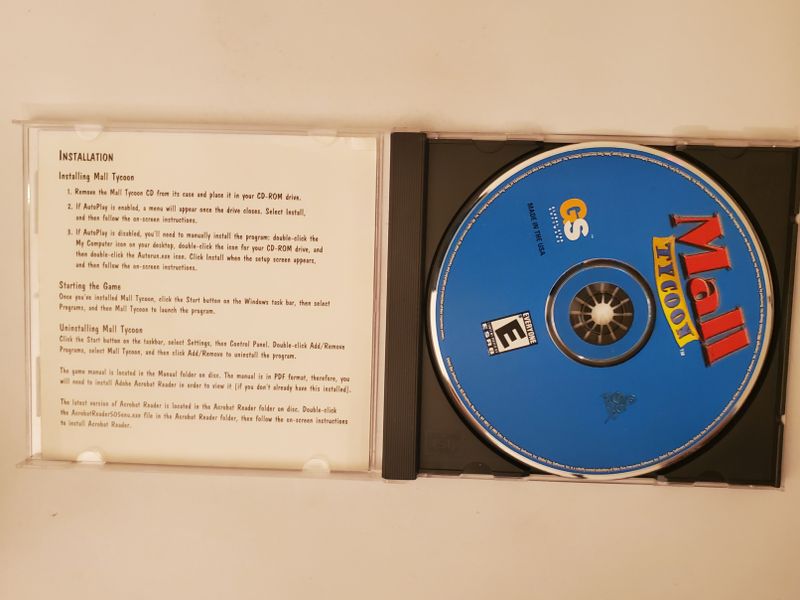 INSTALLATION
Installing Mall Tycoon
1. Remove the Mall Tycoon CD from its case and place it in your CD-ROM drive.
2. If AutoPlay is enabled, a menu will appear once the drive closes. Select Install,
and then follow the on-screen instructions.
3. If AutoPlay is disabled, you'll need to manually install the program: double-click the
My Computer icon on your desktop, double-click the icon for your CD-ROM drive, and
then double-click the Autorun.exe icon. Click Install when the setup screen appears,
and then follow the on-screen instructions.
Starting the Game
Once you've installed Mall Tycoon, click the Start button on the Windows task bar, then select
Programs, and then Mall Tycoon to launch the program.
Uninstalling Mall Tycoon
Click the Start button on the taskbar, select Settings, then Control Panel. Double-click Add/Remove
Programs, select Mall Tycoon, and then click Add/Remove to uninstall the program.
The game manual is located in the Manual folder on disc. The manual is in PDF format, therefore, you
will need to install Adobe Acrobat Reader in order to view it (if you don't already have this installed).
The latest version of Acrobat Reader is located in the Acrobat Reader folder on disc. Double-click
the AcrobatReader505enu.exe file in the Acrobat Reader folder, then follow the on-screen instructions
to install Acrobat Reader.
Mall
TYCOON
TM
GS
MADE IN THE USA
EVERYONE
E
ESRB